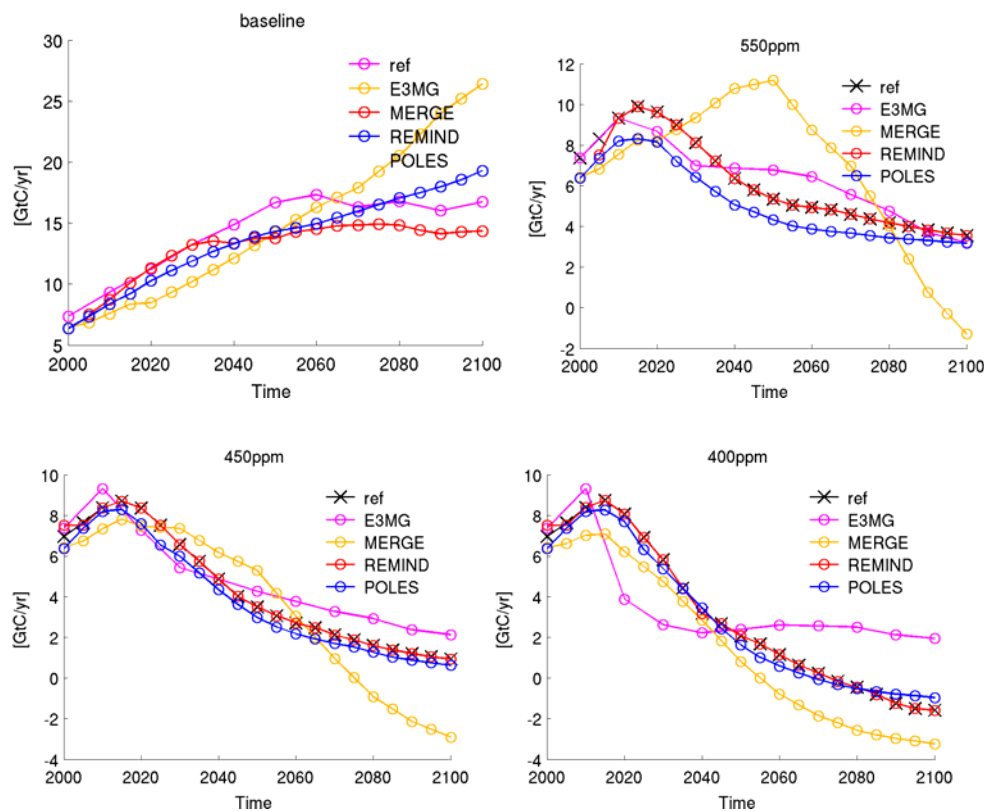 baseline
30
25
20
15
10
5
[GtC/yr]
ref
E3MG
MERGE
REMIND
POLES
2000 2020 2040 2060 2080 2100
Time
550ppm
12
10
8
6
4
2
0
-2
[GtC/yr]
ref
E3MG
MERGE
REMIND
POLES
2000 2020 2040 2060 2080 2100
Time
450ppm
10
8
6
4
2
0
-2
-4
[GtC/yr]
ref
E3MG
MERGE
REMIND
POLES
2000 2020 2040 2060 2080 2100
Time
400ppm
10
8
6
4
2
0
-2
-4
[GtC/yr]
ref
E3MG
MERGE
REMIND
POLES
2000 2020 2040 2060 2080 2100
Time